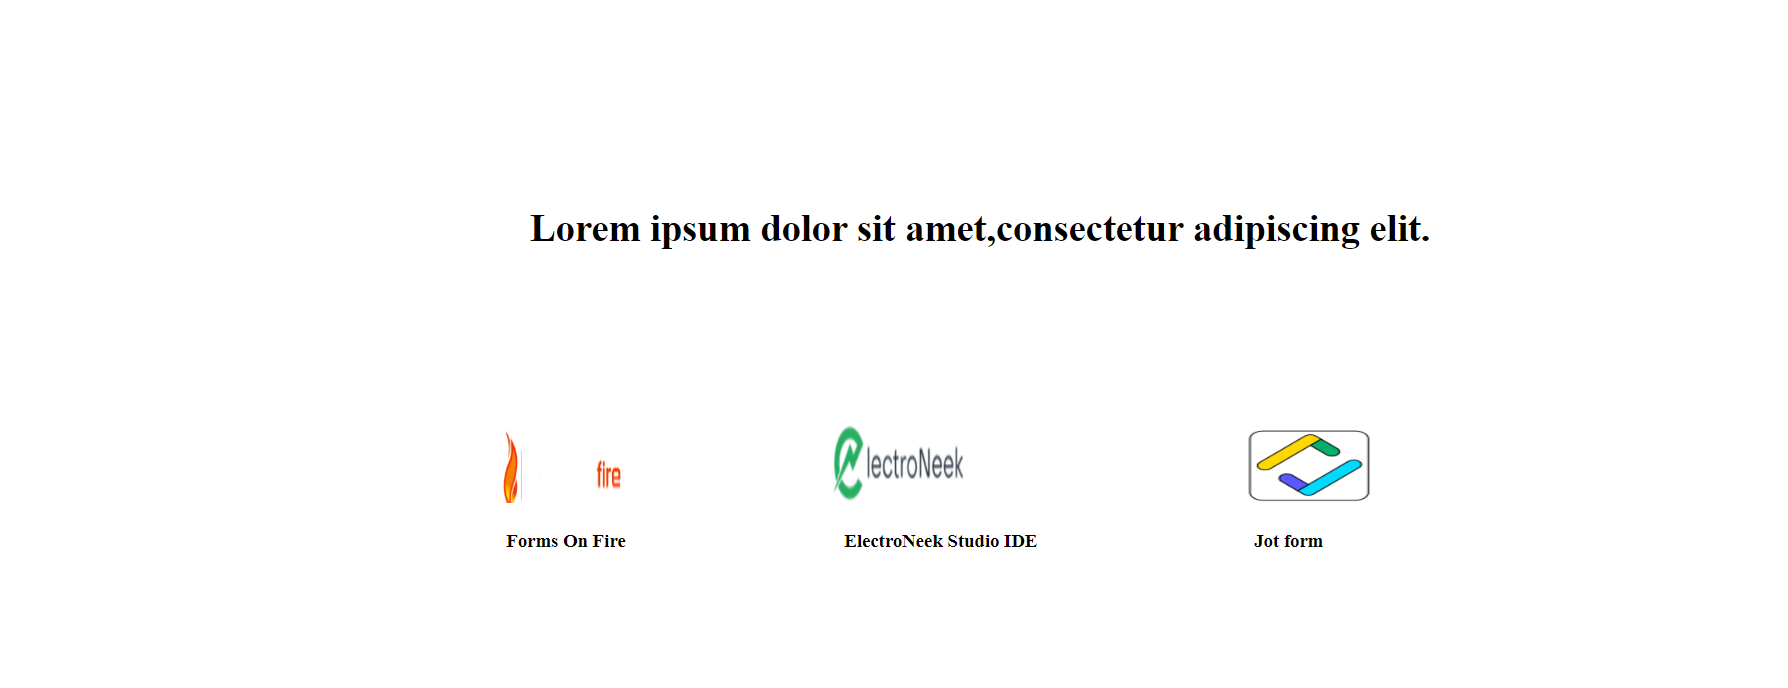 Lorem ipsum dolor sit amet,consectetur adipiscing elit.
fire
lectroNeek
Forms On Fire
ElectroNeek Studio IDE
Jot form